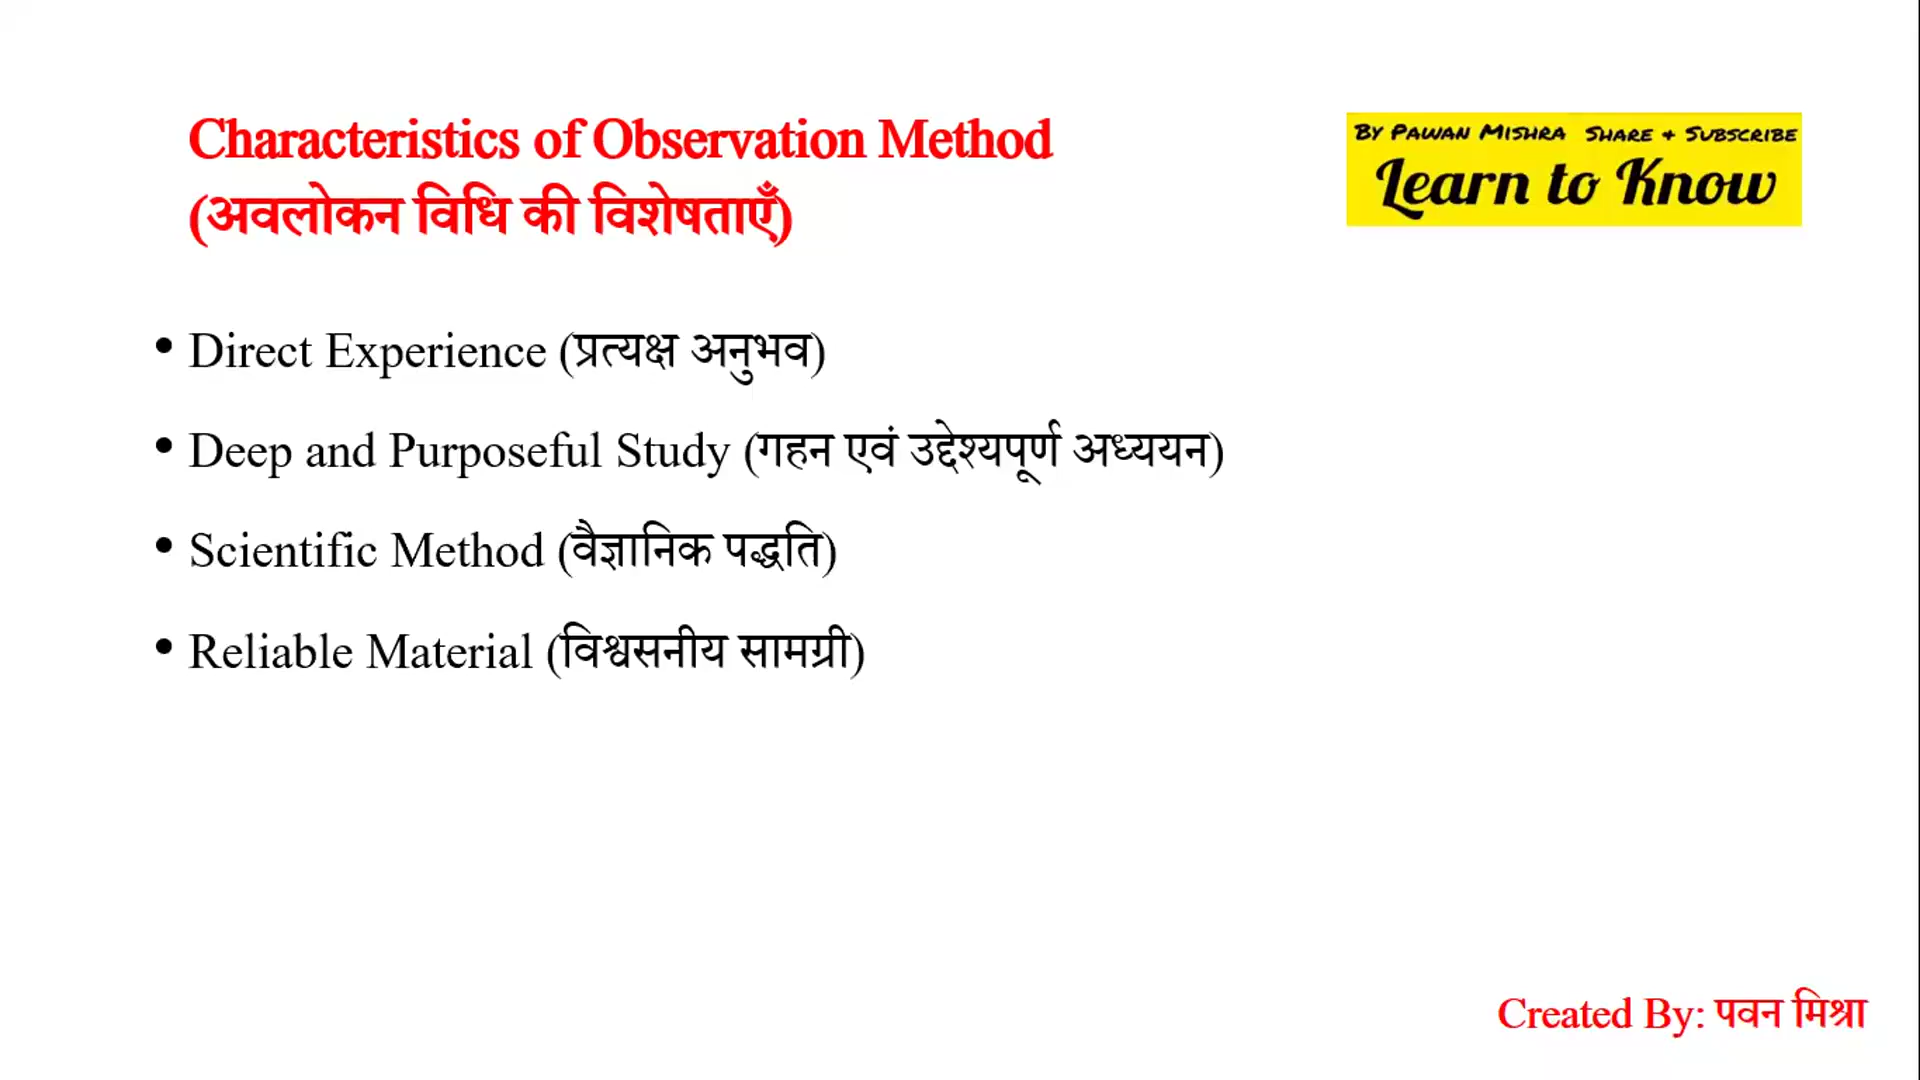 Characteristics of Observation Method
(अवलोकन विधि की विशेषताएँ)
By Pawan Mishra Share & Subscribe
Learn to Know
• Direct Experience (प्रत्यक्ष अनुभव)
• Deep and Purposeful Study (गहन एवं उद्देश्यपूर्ण अध्ययन)
• Scientific Method (वैज्ञानिक पद्धति)
• Reliable Material (विश्वसनीय सामग्री)
Created By: पवन मिश्रा